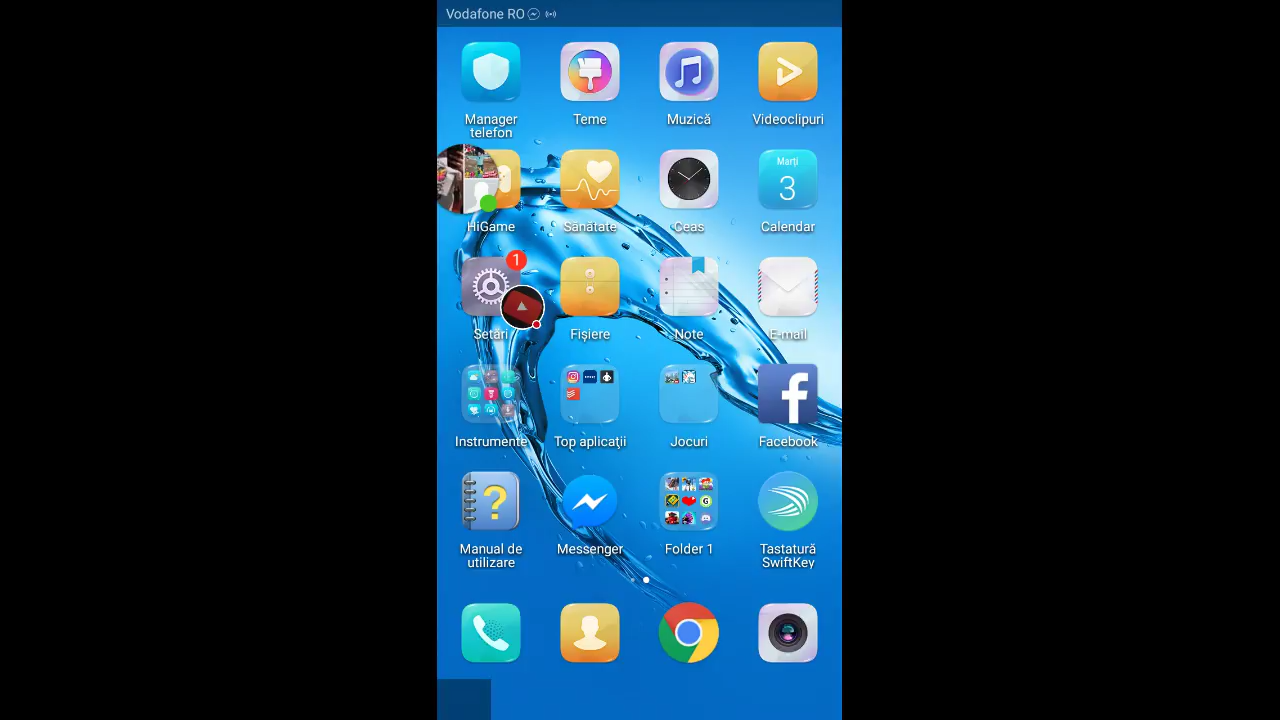 Vodafone RO
Manager telefon
Teme
Muzică
Videoclipuri
HiGame
Sănătate
Ceas
Marți
3
Calendar
1
Setări
Fișiere
Note
E-mail
Instrumente
Top aplicații
Jocuri
Facebook
Manual de utilizare
Messenger
Folder 1
Tastatură SwiftKey